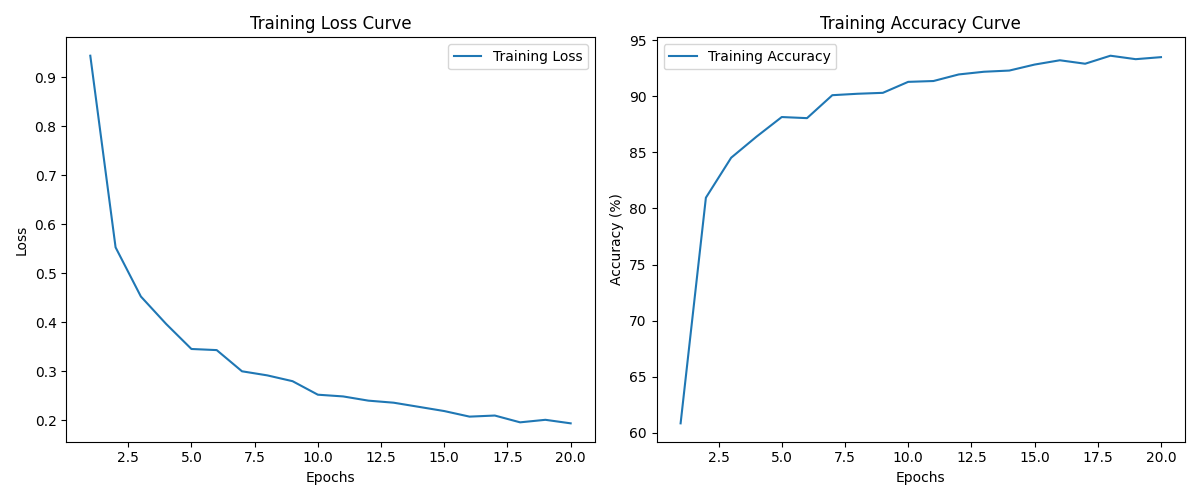 Training Loss Curve
Training Loss
0.9
0.8
0.7
0.6
0.5
0.4
0.3
0.2
Loss
2.5 5.0 7.5 10.0 12.5 15.0 17.5 20.0
Epochs
Training Accuracy Curve
Training Accuracy
95
90
85
80
75
70
65
60
Accuracy (%)
2.5 5.0 7.5 10.0 12.5 15.0 17.5 20.0
Epochs